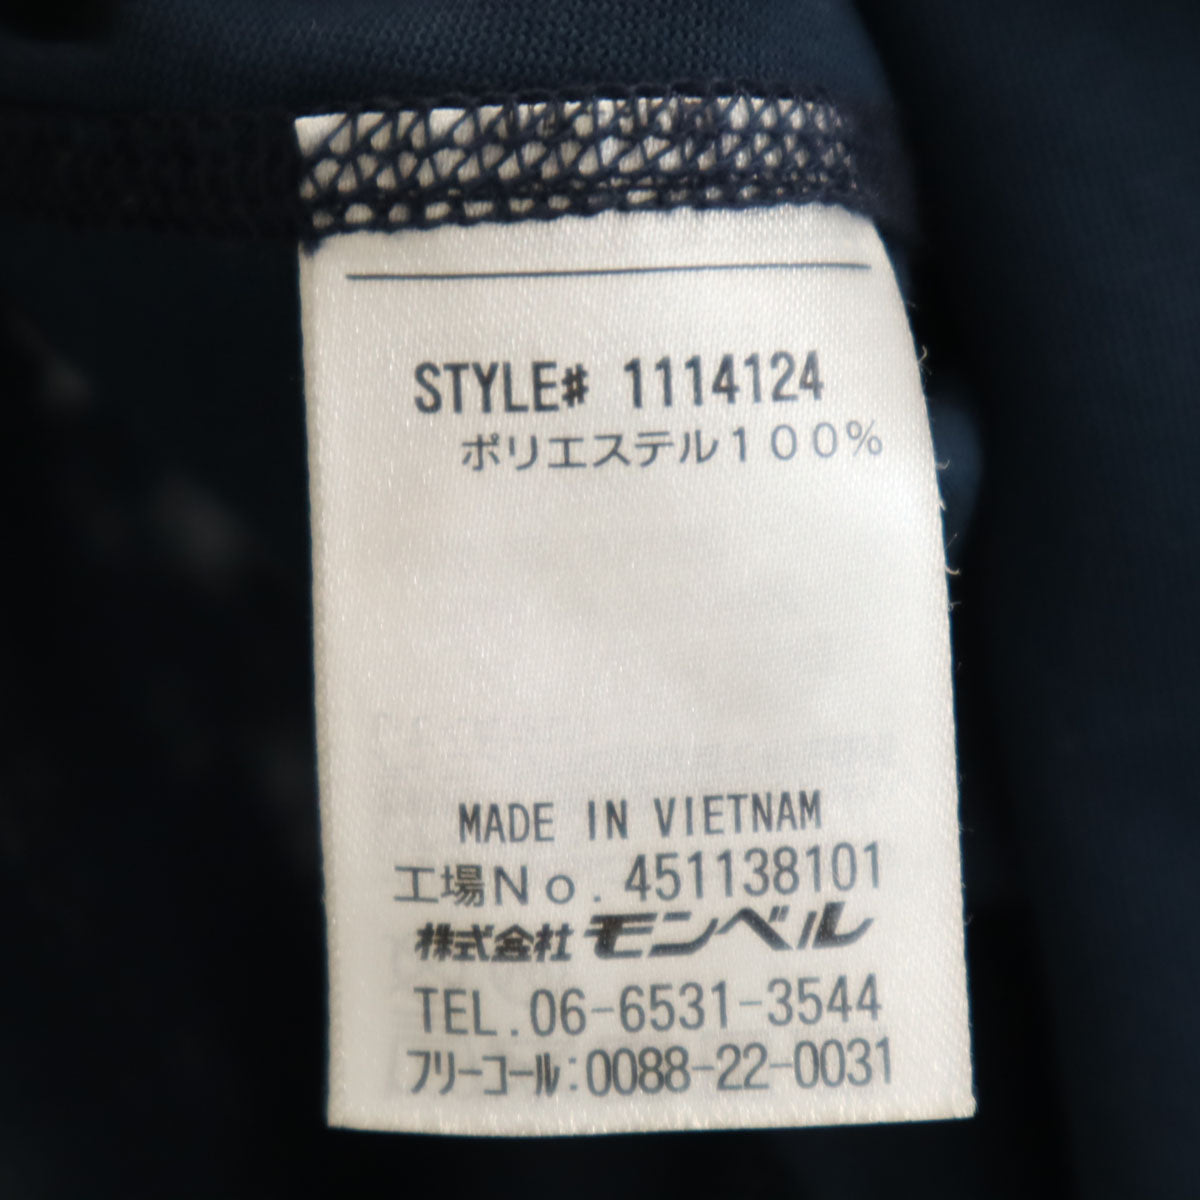 STYLE# 1114124
ポリエステル100%
MADE IN VIETNAM
工場No. 451138101
株式会社 モンベル
TEL.06-6531-3544
フリーコール:0088-22-0031